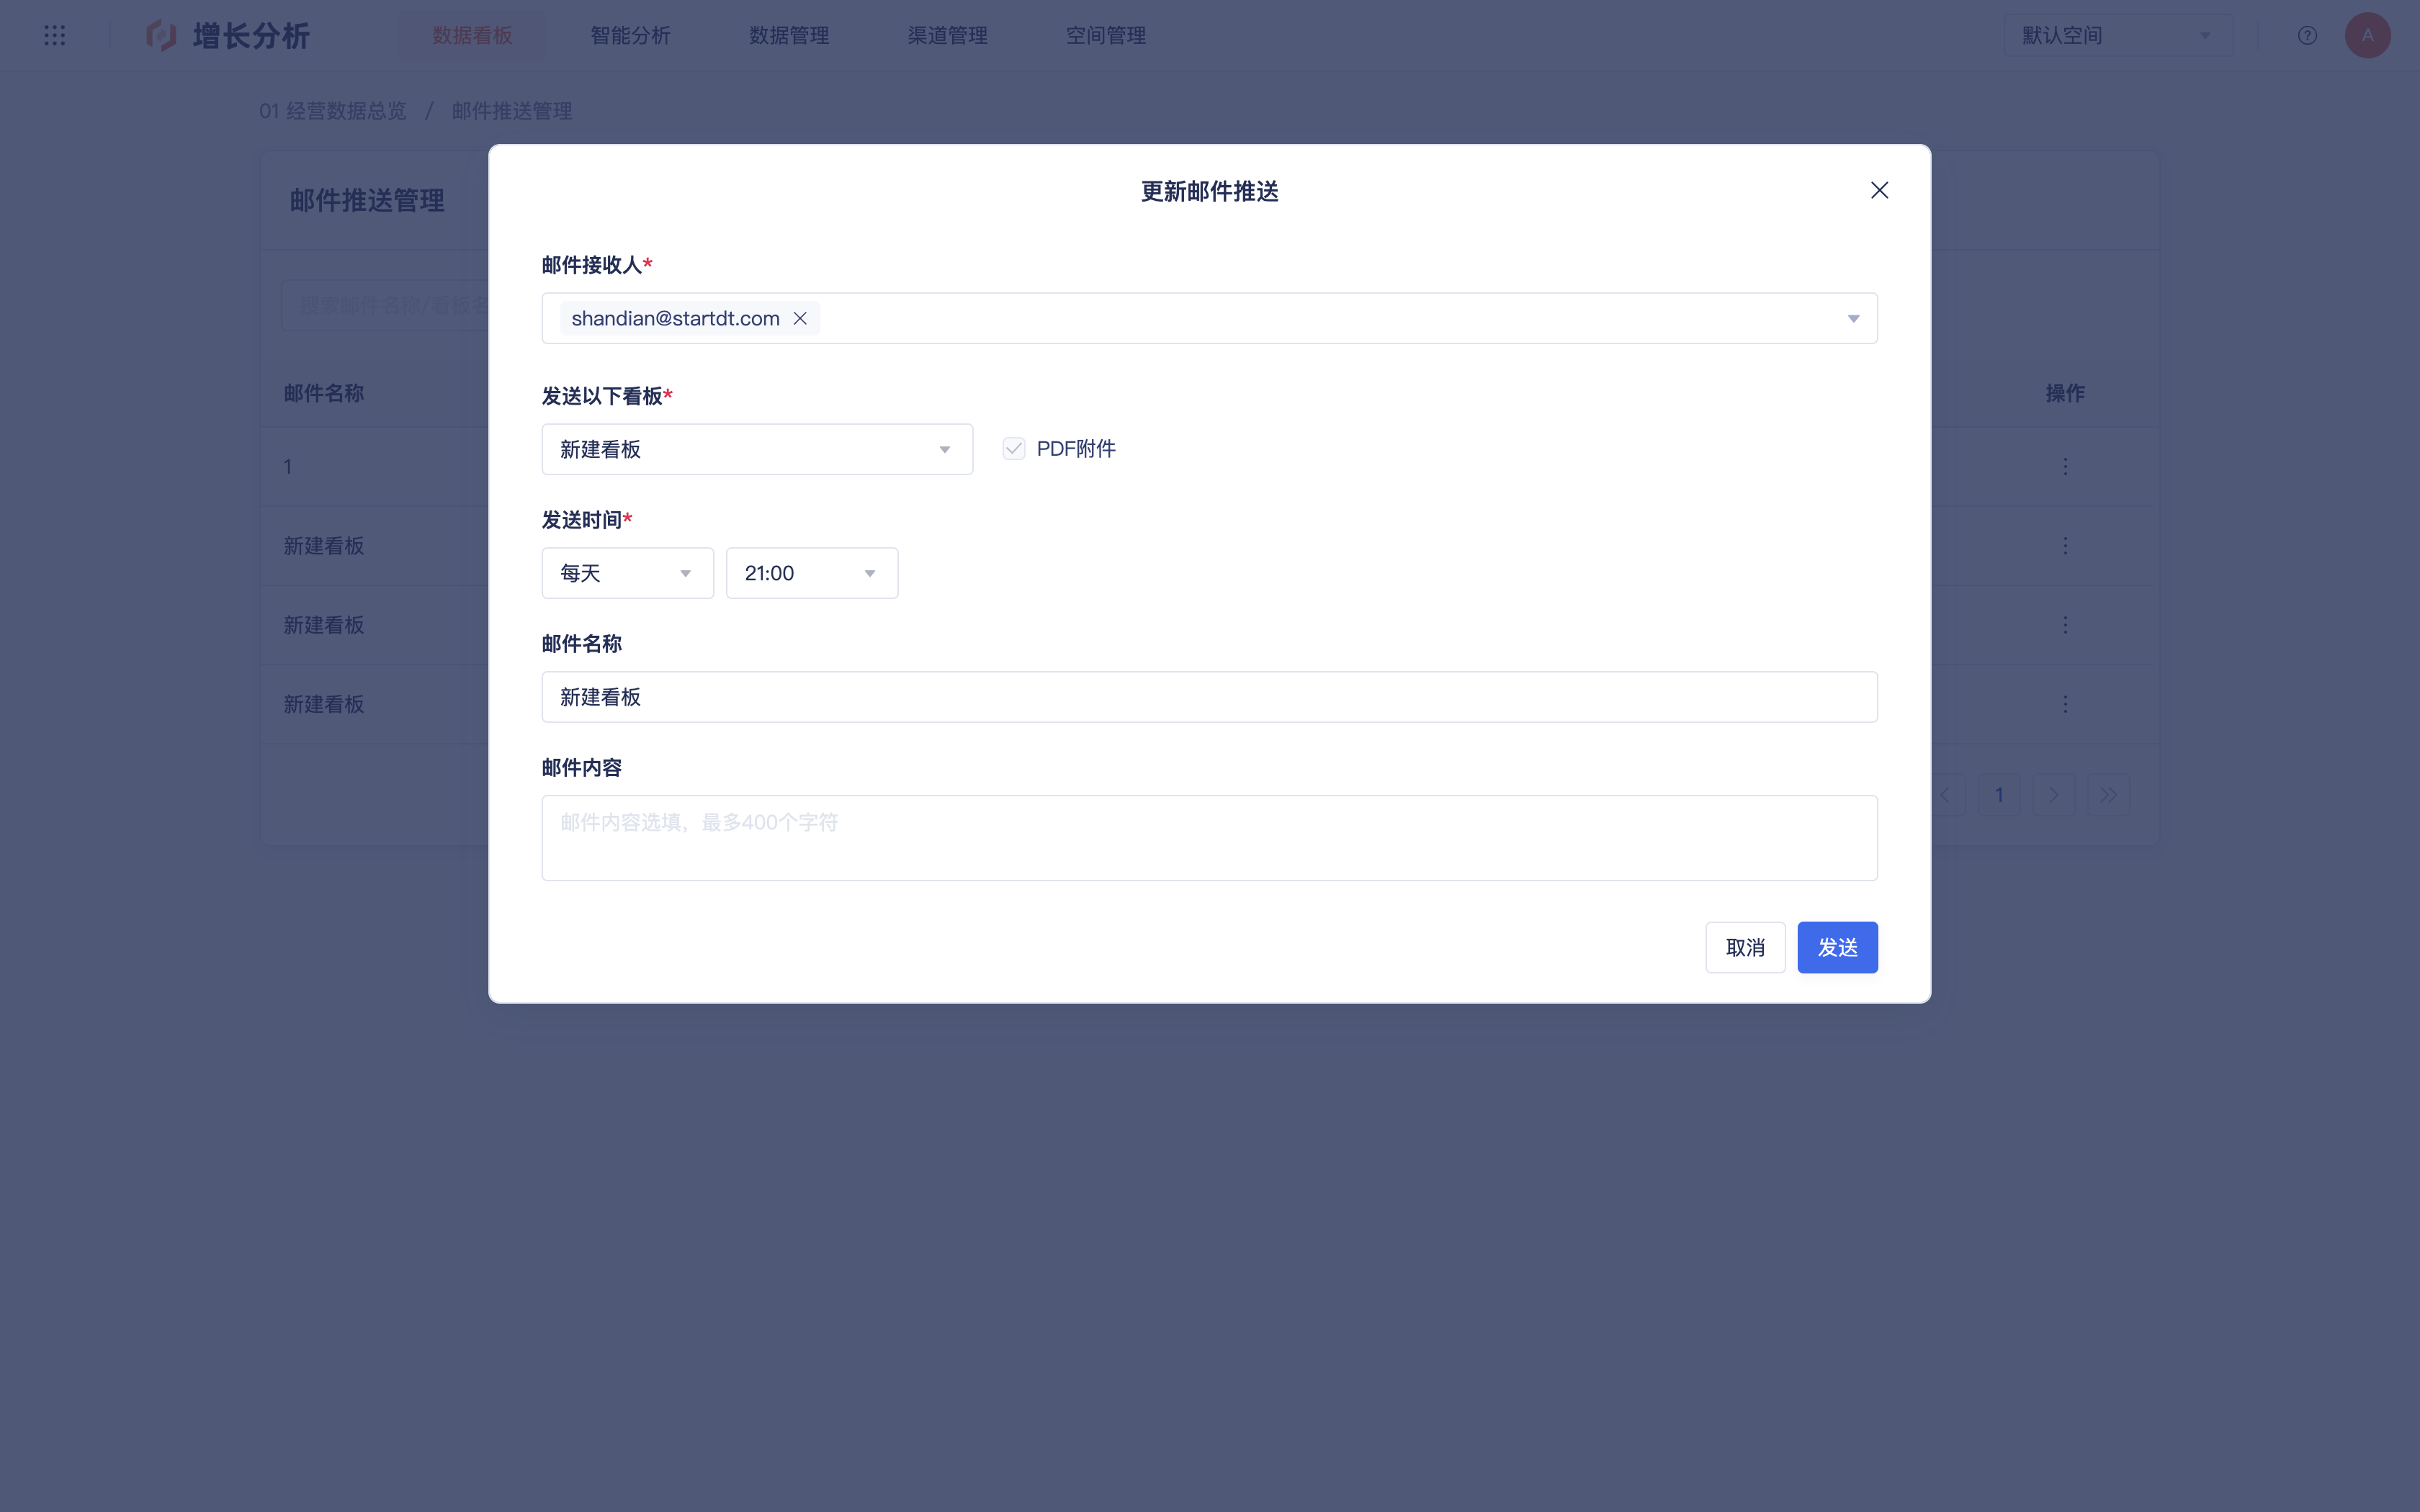 增长分析
数据看板
智能分析
数据管理
渠道管理
空间管理
默认空间
A
01 经营数据总览 / 邮件推送管理
邮件推送管理
搜索邮件名称/看板名
邮件名称
操作
1
新建看板
新建看板
新建看板
1
更新邮件推送
邮件接收人*
shandian@startdt.com
发送以下看板*
新建看板
PDF附件
发送时间*
每天
21:00
邮件名称
新建看板
邮件内容
邮件内容选填，最多400个字符
取消
发送